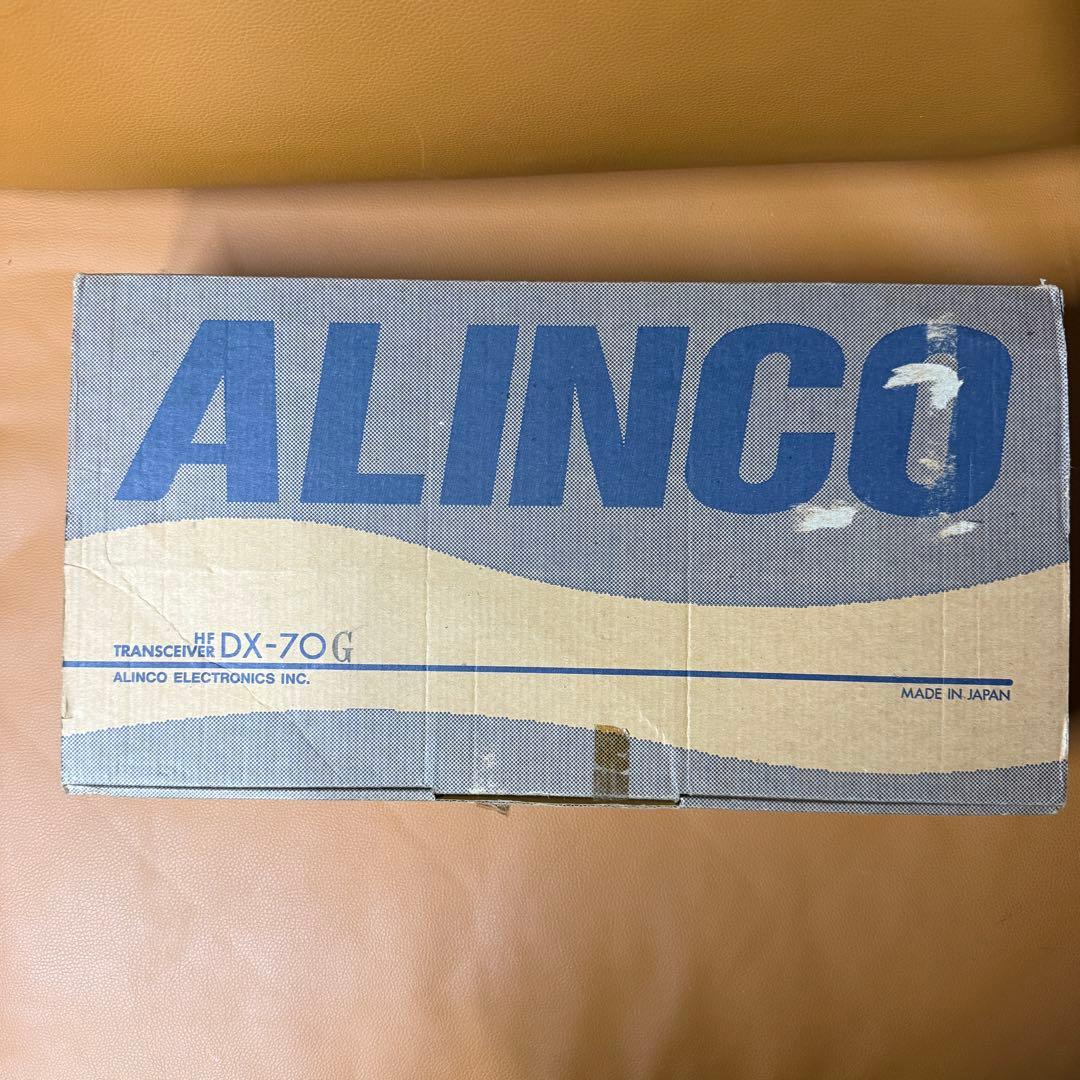 ALINCO
HF
TRANSCEIVER DX-70G
ALINCO ELECTRONICS INC.
MADE IN JAPAN